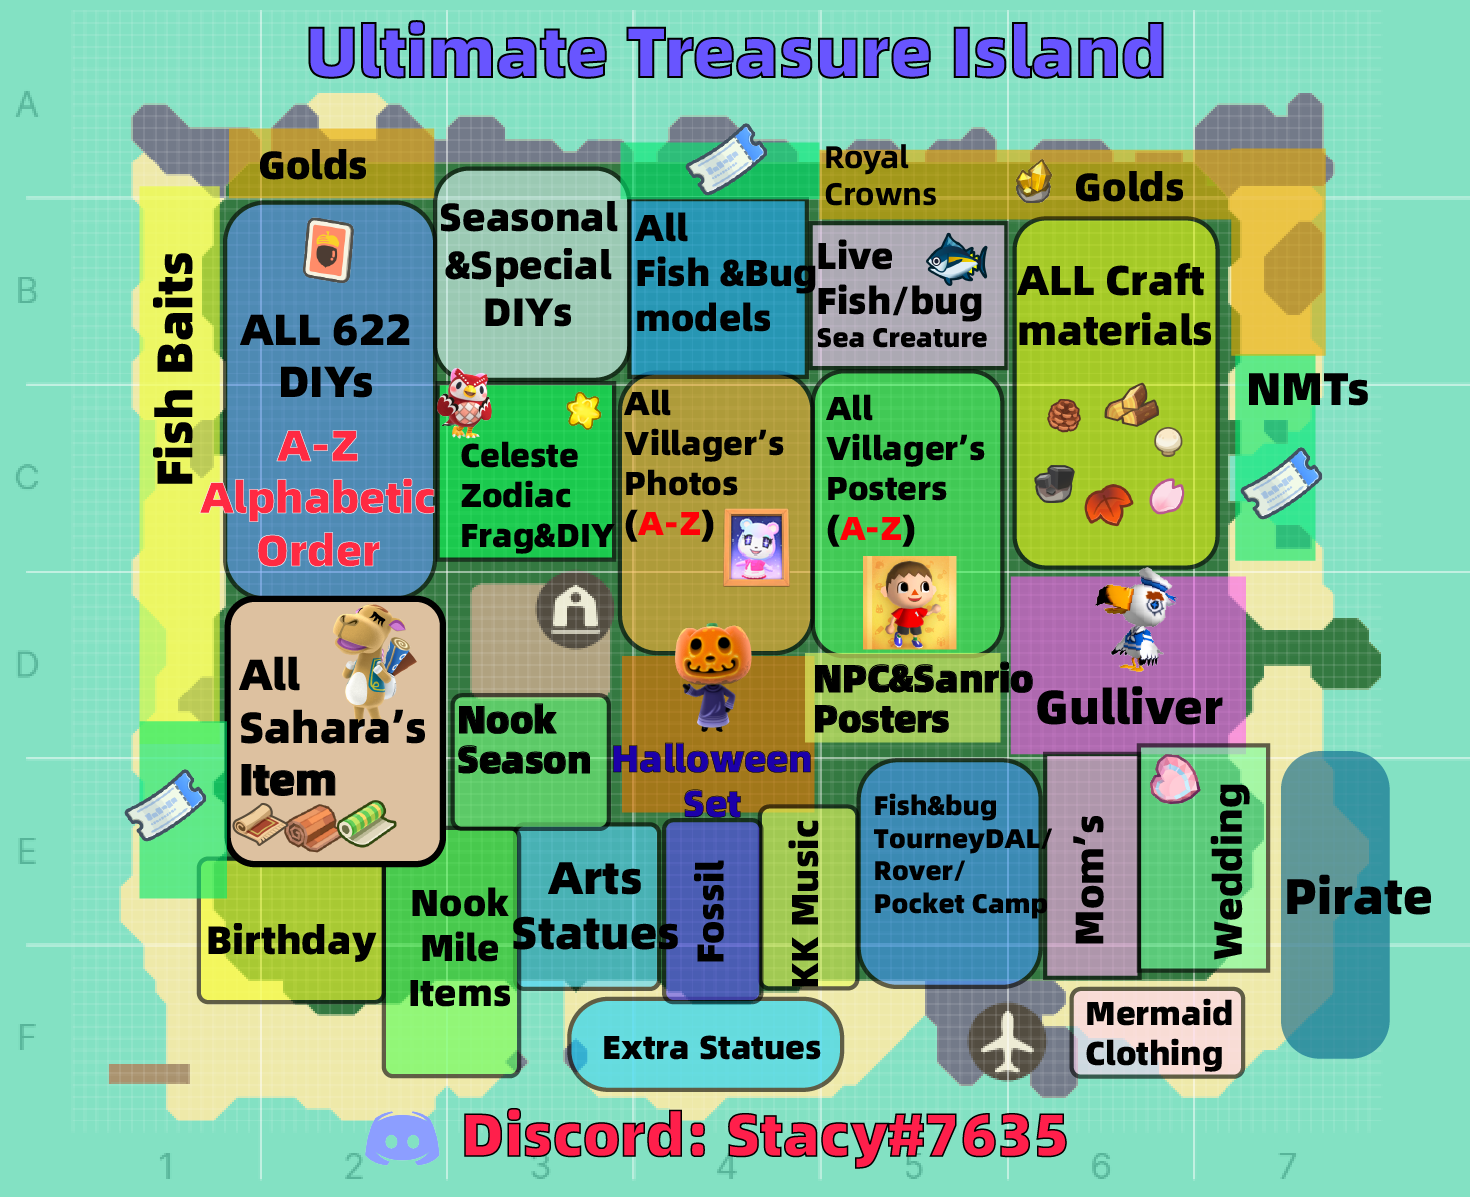 Ultimate Treasure Island
A
B
C
D
E
F
Golds
Royal
Crowns
Golds
Fish Baits
ALL 622
DIYs
A-Z
Alphabetic
Order
Seasonal
&Special
DIYs
All
Fish &Bug
models
Live
Fish/bug
Sea Creature
ALL Craft
materials
NMTs
Celeste
Zodiac
Frag&DIY
All
Villager’s
Photos
(A-Z)
All
Villager’s
Posters
(A-Z)
All
Sahara’s
Item
Nook
Season
Halloween
Set
NPC&Sanrio
Posters
Gulliver
Birthday
Nook
Mile
Items
Arts
Statues
Fossil
KK Music
Fish&bug
TourneyDAL/
Rover/
Pocket Camp
Mom’s
Wedding
Pirate
Extra Statues
Mermaid
Clothing
Discord: Stacy#7635
1
2
3
4
5
6
7